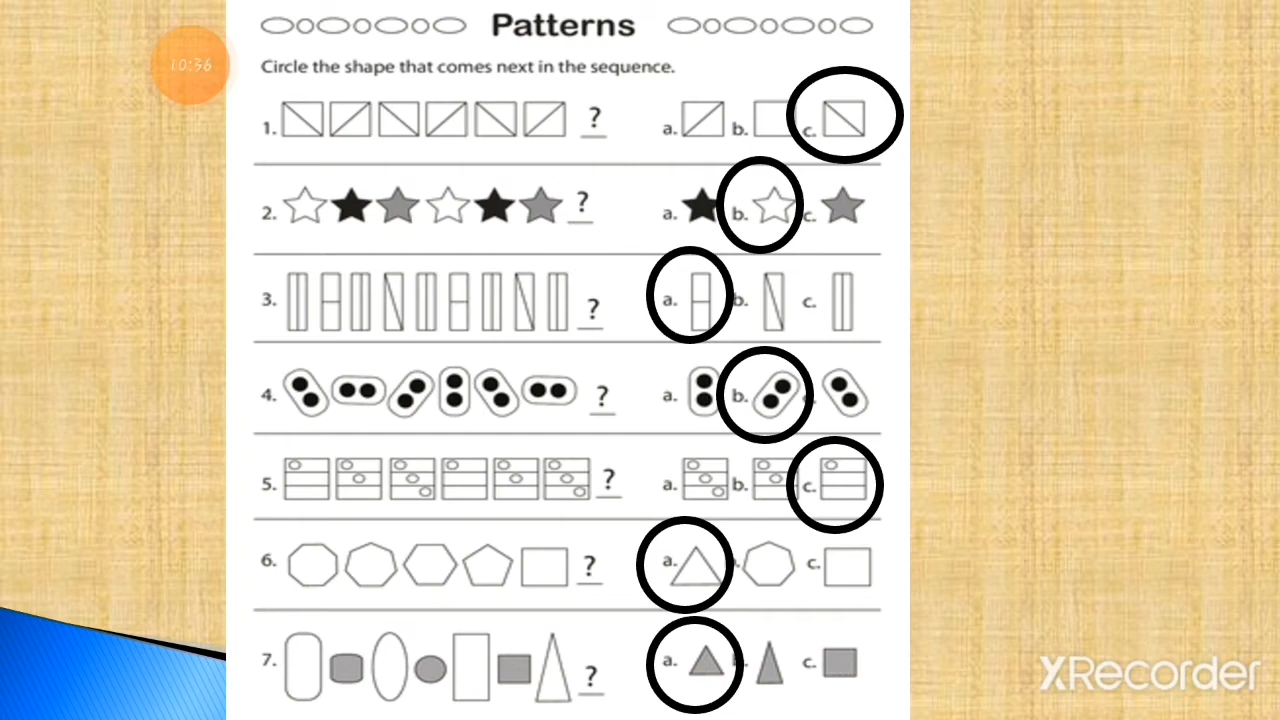 Patterns
10:36
Circle the shape that comes next in the sequence.
1. ? a. b. c.
2. ? a. b. c.
3. ? a. b. c.
4. ? a. b.
5. ? a. b. c.
6. ? a. c.
7. ? a. c.
XRecorder